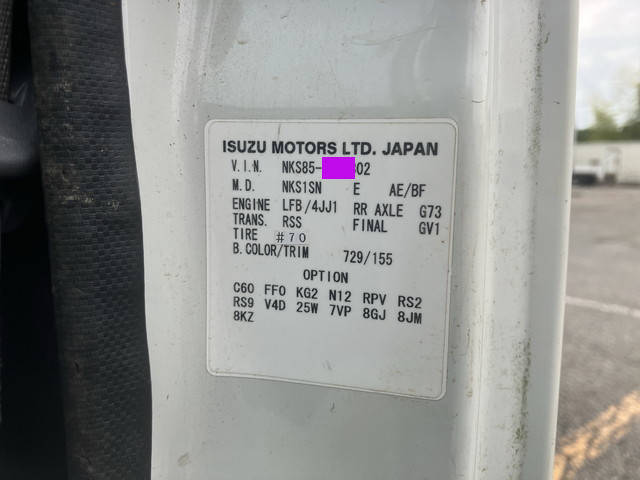 ISUZU MOTORS LTD. JAPAN
V.I.N. NKS85- 02
M.D. NKS1SN E AE/BF
ENGINE LFB/4JJ1 RR AXLE G73
TRANS. RSS FINAL GV1
TIRE #70
B.COLOR/TRIM 729/155
OPTION
C60 FF0 KG2 N12 RPV RS2
RS9 V4D 25W 7VP 8GJ 8JM
8KZ